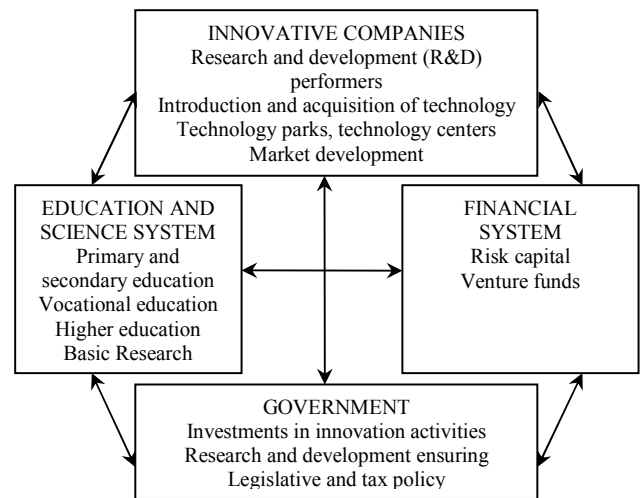 INNOVATIVE COMPANIES
Research and development (R&D)
performers
Introduction and acquisition of technology
Technology parks, technology centers
Market development
EDUCATION AND
SCIENCE SYSTEM
Primary and
secondary education
Vocational education
Higher education
Basic Research
FINANCIAL
SYSTEM
Risk capital
Venture funds
GOVERNMENT
Investments in innovation activities
Research and development ensuring
Legislative and tax policy